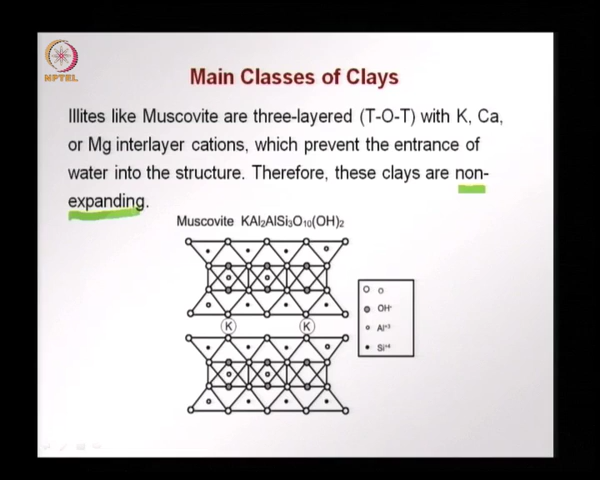 NPTEL
Main Classes of Clays
Illites like Muscovite are three-layered (T-O-T) with K, Ca,
or Mg interlayer cations, which prevent the entrance of
water into the structure. Therefore, these clays are non-
expanding.
Muscovite KAl₂AlSi₃O₁₀(OH)₂
O
OH⁻
Al⁺³
Si⁺⁴
K K